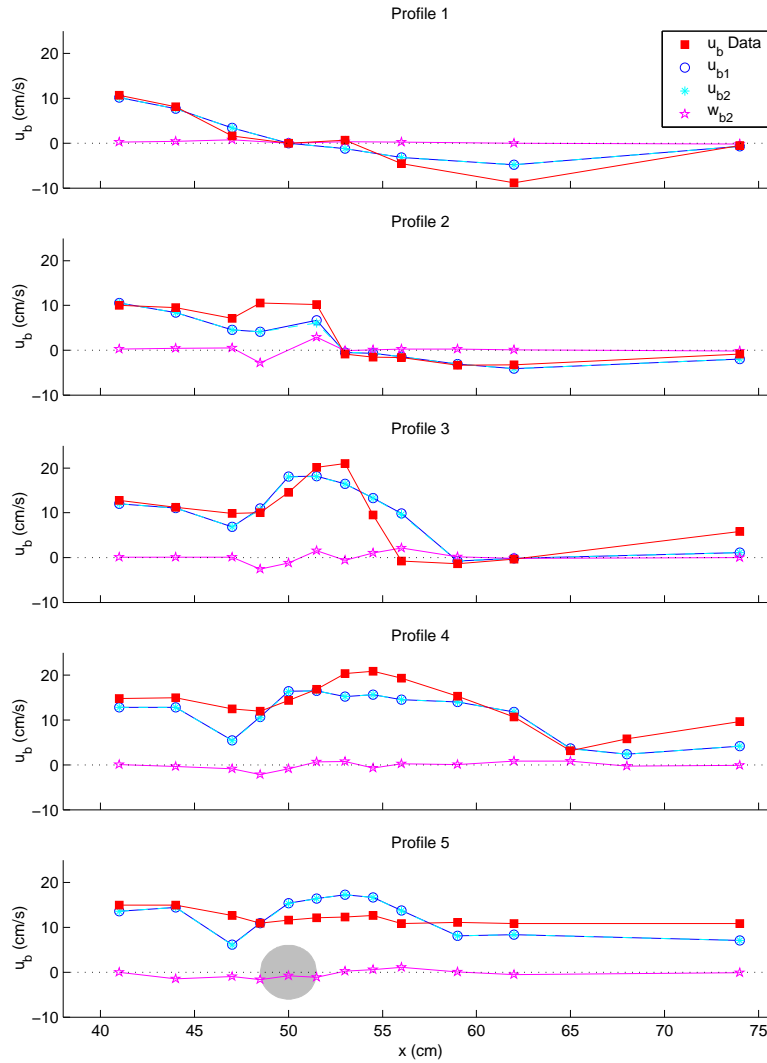 Profile 1
u_b Data
u_b1
u_b2
w_b2
u_b (cm/s)
20
10
0
−10
Profile 2
u_b (cm/s)
20
10
0
−10
Profile 3
u_b (cm/s)
20
10
0
−10
Profile 4
u_b (cm/s)
20
10
0
−10
Profile 5
u_b (cm/s)
20
10
0
−10
40 45 50 55 60 65 70 75
x (cm)